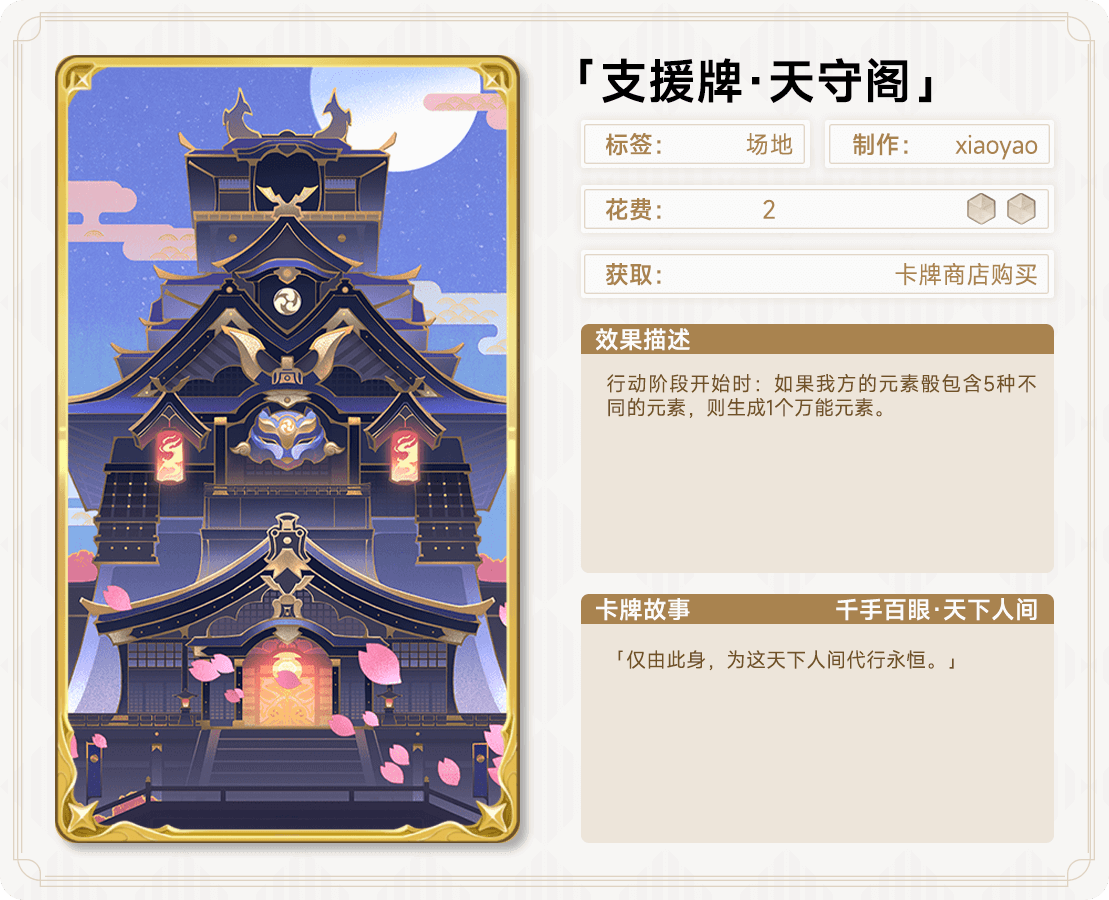 「支援牌·天守阁」
标签： 场地
制作： xiaoyao
花费： 2
获取： 卡牌商店购买
效果描述
行动阶段开始时：如果我方的元素骰包含5种不
同的元素，则生成1个万能元素。
卡牌故事 千手百眼·天下人间
「仅由此身，为这天下人间代行永恒。」